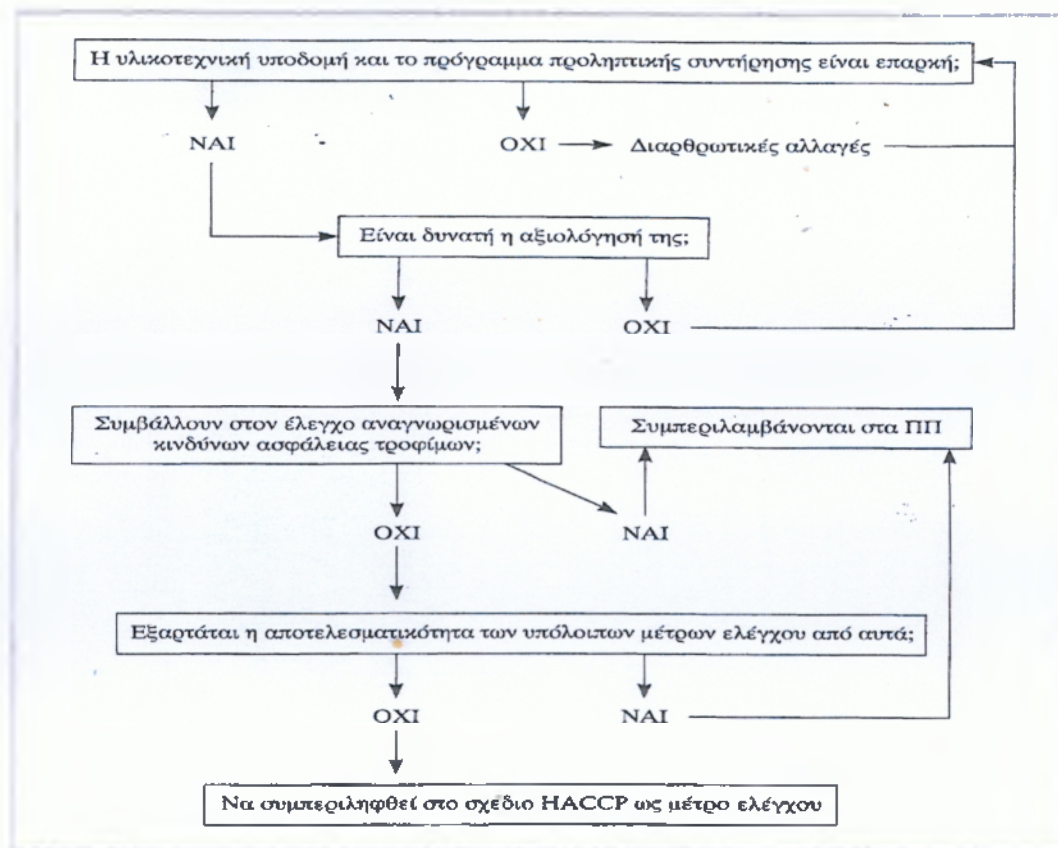 Η υλικοτεχνική υποδομή και το πρόγραμμα προληπτικής συντήρησης είναι επαρκή;
ΝΑΙ
ΟΧΙ
Διαρθρωτικές αλλαγές
Είναι δυνατή η αξιολόγησή της;
ΝΑΙ
ΟΧΙ
Συμβάλλουν στον έλεγχο αναγνωρισμένων
κινδύνων ασφάλειας τροφίμων;
Συμπεριλαμβάνονται στα ΠΠ
ΟΧΙ
ΝΑΙ
Εξαρτάται η αποτελεσματικότητα των υπόλοιπων μέτρων ελέγχου από αυτά;
ΟΧΙ
ΝΑΙ
Να συμπεριληφθεί στο σχέδιο HACCP ως μέτρο ελέγχου